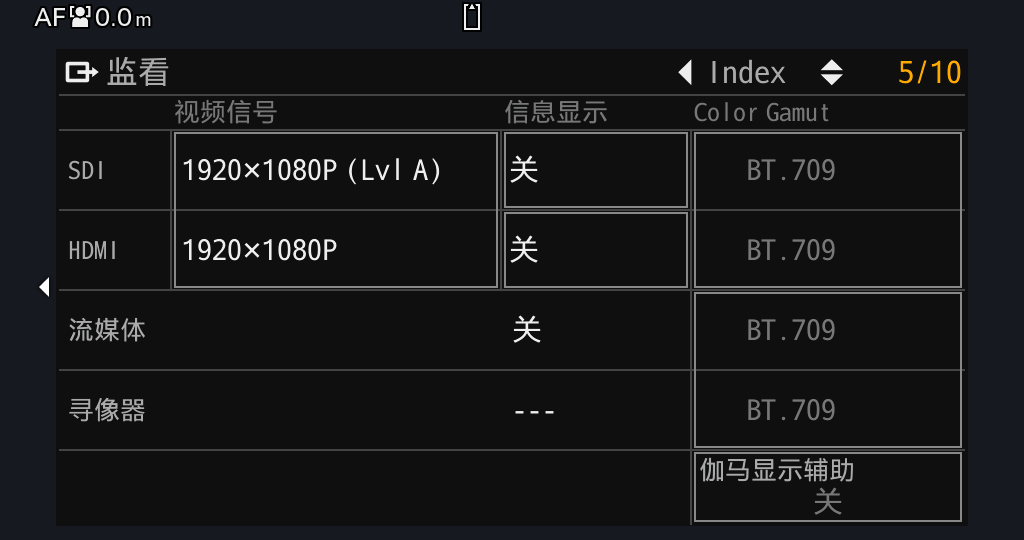 AF 0.0m
监看 Index 5/10
视频信号 信息显示 Color Gamut
SDI 1920×1080P (Lvl A) 关 BT.709
HDMI 1920×1080P 关 BT.709
流媒体 关 BT.709
寻像器 --- BT.709
伽马显示辅助
关